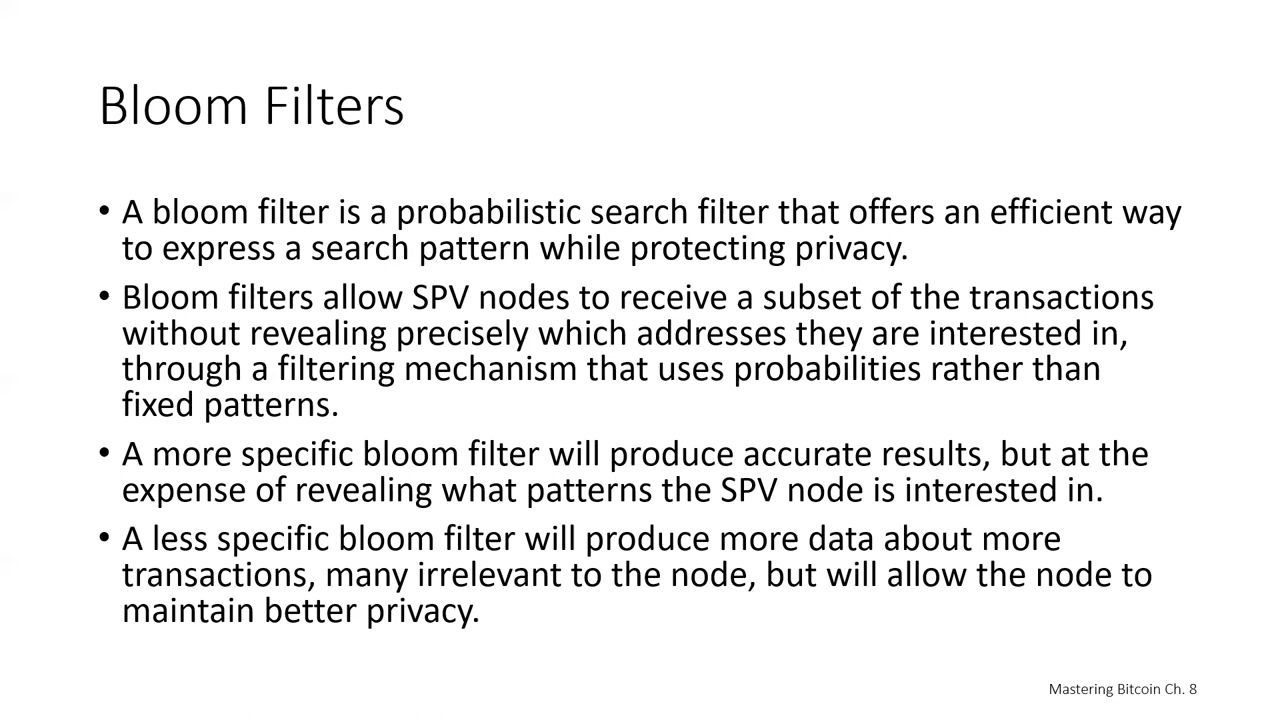 Bloom Filters
• A bloom filter is a probabilistic search filter that offers an efficient way
to express a search pattern while protecting privacy.
• Bloom filters allow SPV nodes to receive a subset of the transactions
without revealing precisely which addresses they are interested in,
through a filtering mechanism that uses probabilities rather than
fixed patterns.
• A more specific bloom filter will produce accurate results, but at the
expense of revealing what patterns the SPV node is interested in.
• A less specific bloom filter will produce more data about more
transactions, many irrelevant to the node, but will allow the node to
maintain better privacy.
Mastering Bitcoin Ch. 8